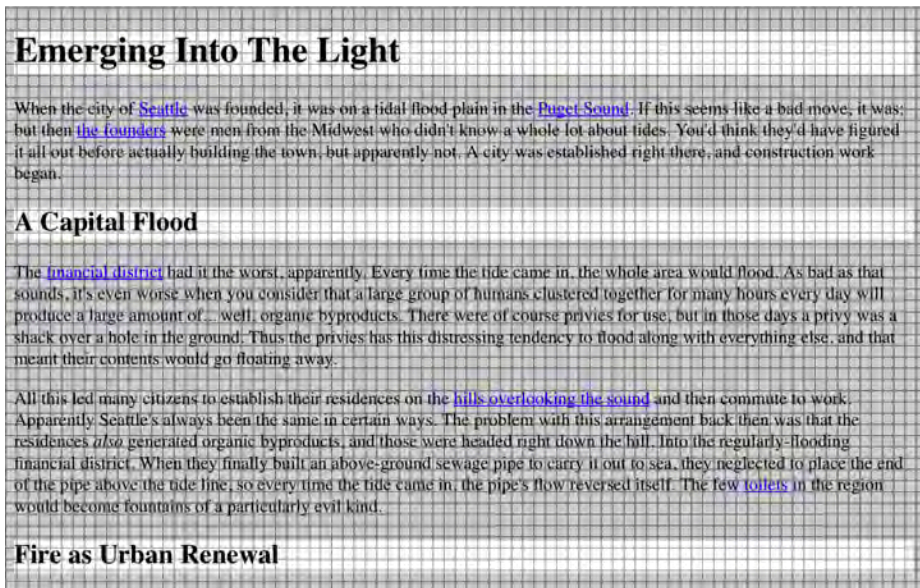 Emerging Into The Light
When the city of Seattle was founded, it was on a tidal flood plain in the Puget Sound. If this seems like a bad move, it was;
but then the founders were men from the Midwest who didn't know a whole lot about tides. You'd think they'd have figured
it all out before actually building the town, but apparently not. A city was established right there, and construction work
began.
A Capital Flood
The financial district had it the worst, apparently. Every time the tide came in, the whole area would flood. As bad as that
sounds, it's even worse when you consider that a large group of humans clustered together for many hours every day will
produce a large amount of... well, organic byproducts. There were of course privies for use, but in those days a privy was a
shack over a hole in the ground. Thus the privies has this distressing tendency to flood along with everything else, and that
meant their contents would go floating away.
All this led many citizens to establish their residences on the hills overlooking the sound and then commute to work.
Apparently Seattle's always been the same in certain ways. The problem with this arrangement back then was that the
residences also generated organic byproducts, and those were headed right down the hill. Into the regularly-flooding
financial district. When they finally built an above-ground sewage pipe to carry it out to sea, they neglected to place the end
of the pipe above the tide line, so every time the tide came in, the pipe's flow reversed itself. The few toilets in the region
would become fountains of a particularly evil kind.
Fire as Urban Renewal